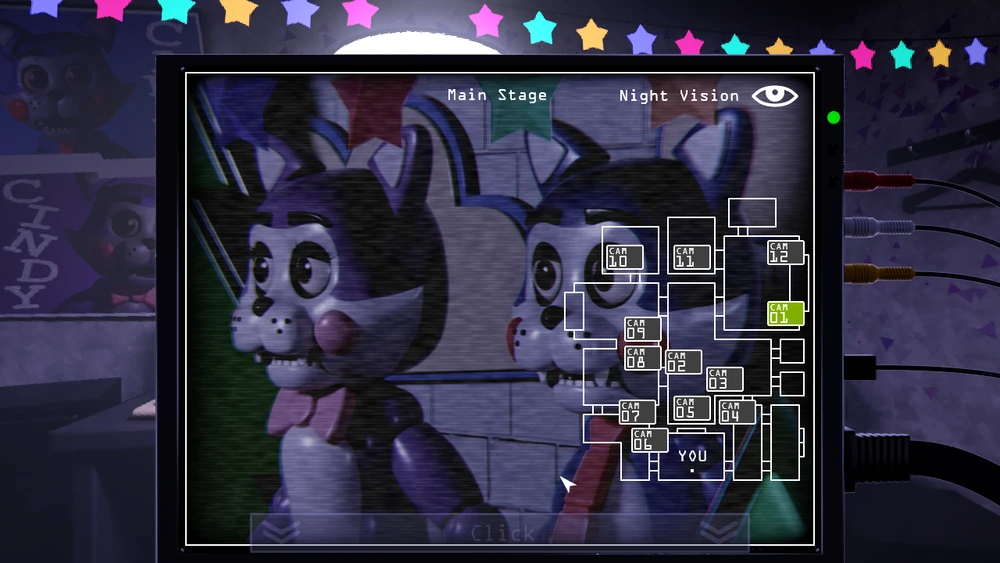 C
CINDY
Main Stage
Night Vision
CAM 10
CAM 11
CAM 12
CAM 01
CAM 09
CAM 08
CAM 02
CAM 03
CAM 07
CAM 05
CAM 04
CAM 06
YOU
Click